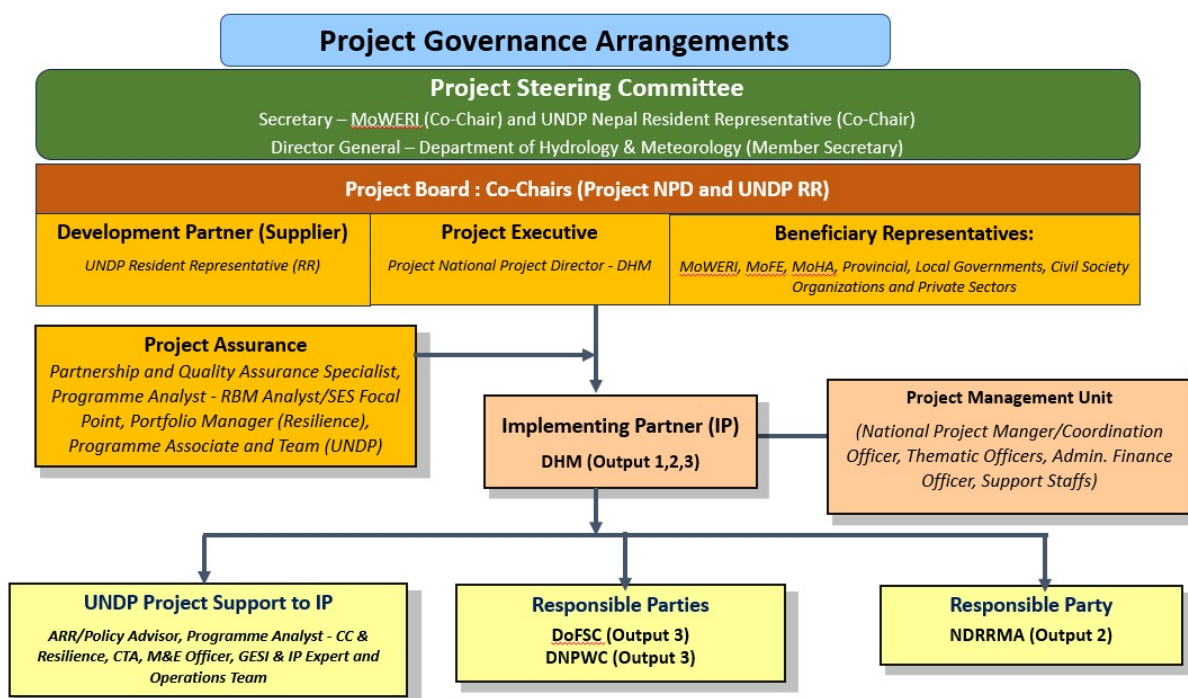 Project Governance Arrangements
Project Steering Committee
Secretary – MoWERI (Co-Chair) and UNDP Nepal Resident Representative (Co-Chair)
Director General – Department of Hydrology & Meteorology (Member Secretary)
Project Board : Co-Chairs (Project NPD and UNDP RR)
Development Partner (Supplier)
UNDP Resident Representative (RR)
Project Executive
Project National Project Director - DHM
Beneficiary Representatives:
MoWERI, MoFE, MoHA, Provincial, Local Governments, Civil Society
Organizations and Private Sectors
Project Assurance
Partnership and Quality Assurance Specialist,
Programme Analyst - RBM Analyst/SES Focal
Point, Portfolio Manager (Resilience),
Programme Associate and Team (UNDP)
Implementing Partner (IP)
DHM (Output 1,2,3)
Project Management Unit
(National Project Manger/Coordination
Officer, Thematic Officers, Admin. Finance
Officer, Support Staffs)
UNDP Project Support to IP
ARR/Policy Advisor, Programme Analyst - CC &
Resilience, CTA, M&E Officer, GESI & IP Expert and
Operations Team
Responsible Parties
DoFSC (Output 3)
DNPWC (Output 3)
Responsible Party
NDRRMA (Output 2)